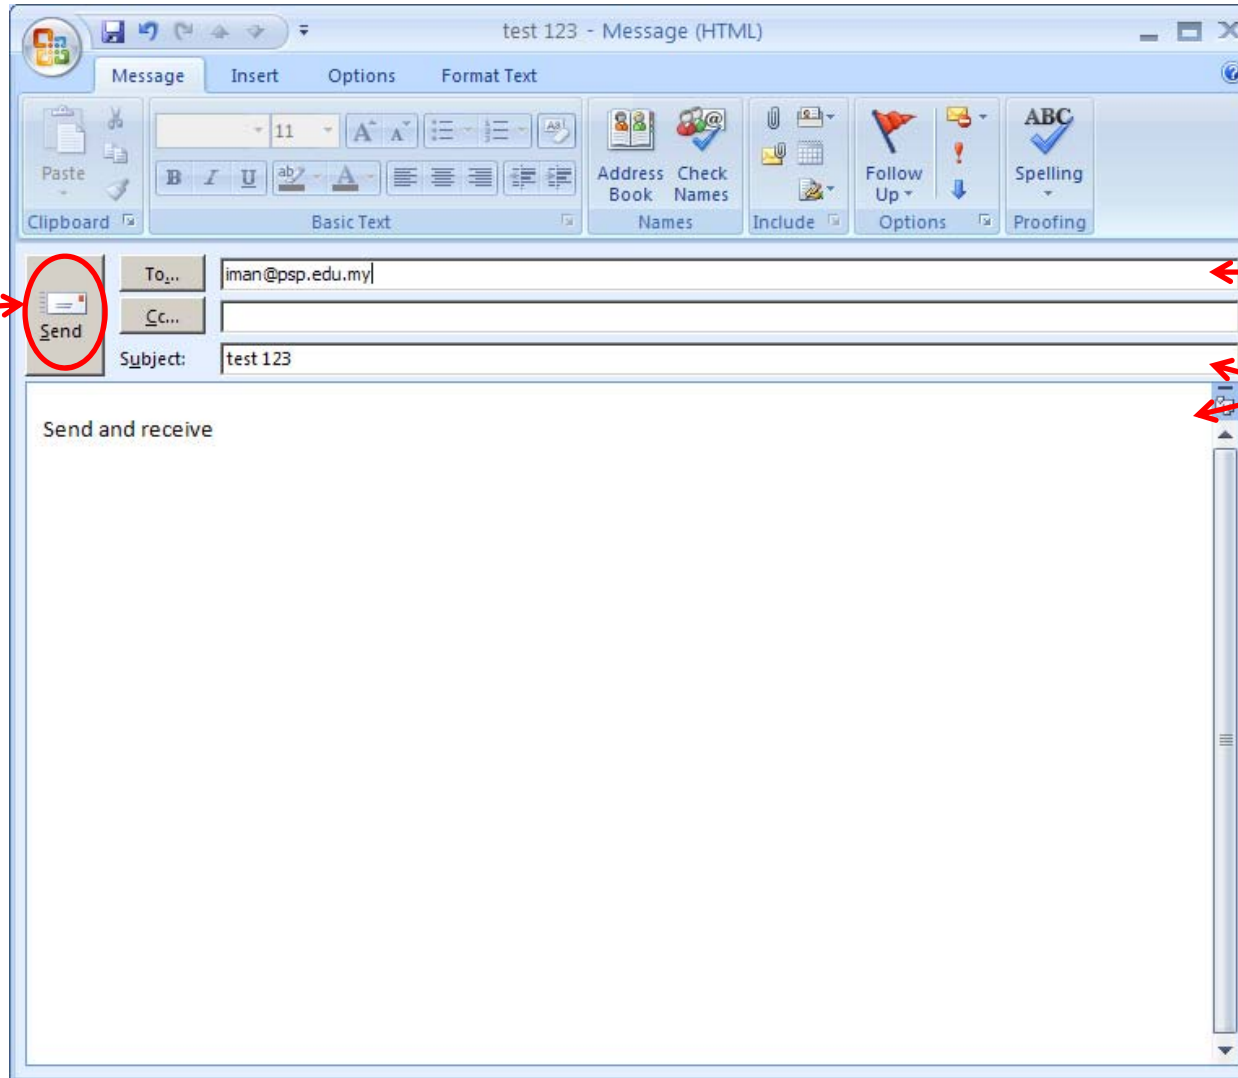 test 123 - Message (HTML)
Message Insert Options Format Text
11 A A Aa
Paste B I U ab A Address Book Check Names Follow Up ABC Spelling
Clipboard Basic Text Names Include Options Proofing
To... iman@psp.edu.my
Send Cc...
Subject: test 123
Send and receive